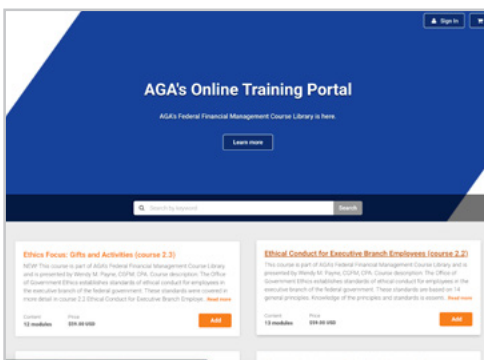 Sign In
AGA's Online Training Portal
AGA's Federal Financial Management Course Library is here.
Learn more
Search by keyword
Search
Ethics Focus: Gifts and Activities (course 2.3)
NEW! This course is part of AGA's Federal Financial Management Course Library and
is presented by Wendy M. Payne, CGFM, CPA. Course description: The Office
of Government Ethics establishes standards of ethical conduct for employees in
the executive branch of the federal government. These standards were covered in
more detail in course 2.2 Ethical Conduct for Executive Branch Employe... Read more
Content
Price
13 modules
$59.00 USD
Add
Ethical Conduct for Executive Branch Employees (course 2.2)
This course is part of AGA's Federal Financial Management Course Library and is
presented by Wendy M. Payne, CGFM, CPA. Course description: The Office of
Government Ethics establishes standards of ethical conduct for employees in the
executive branch of the federal government. These standards are based on 14
general principles. Knowledge of the principles and standards is essenti... Read more
Content
Price
13 modules
$59.00 USD
Add